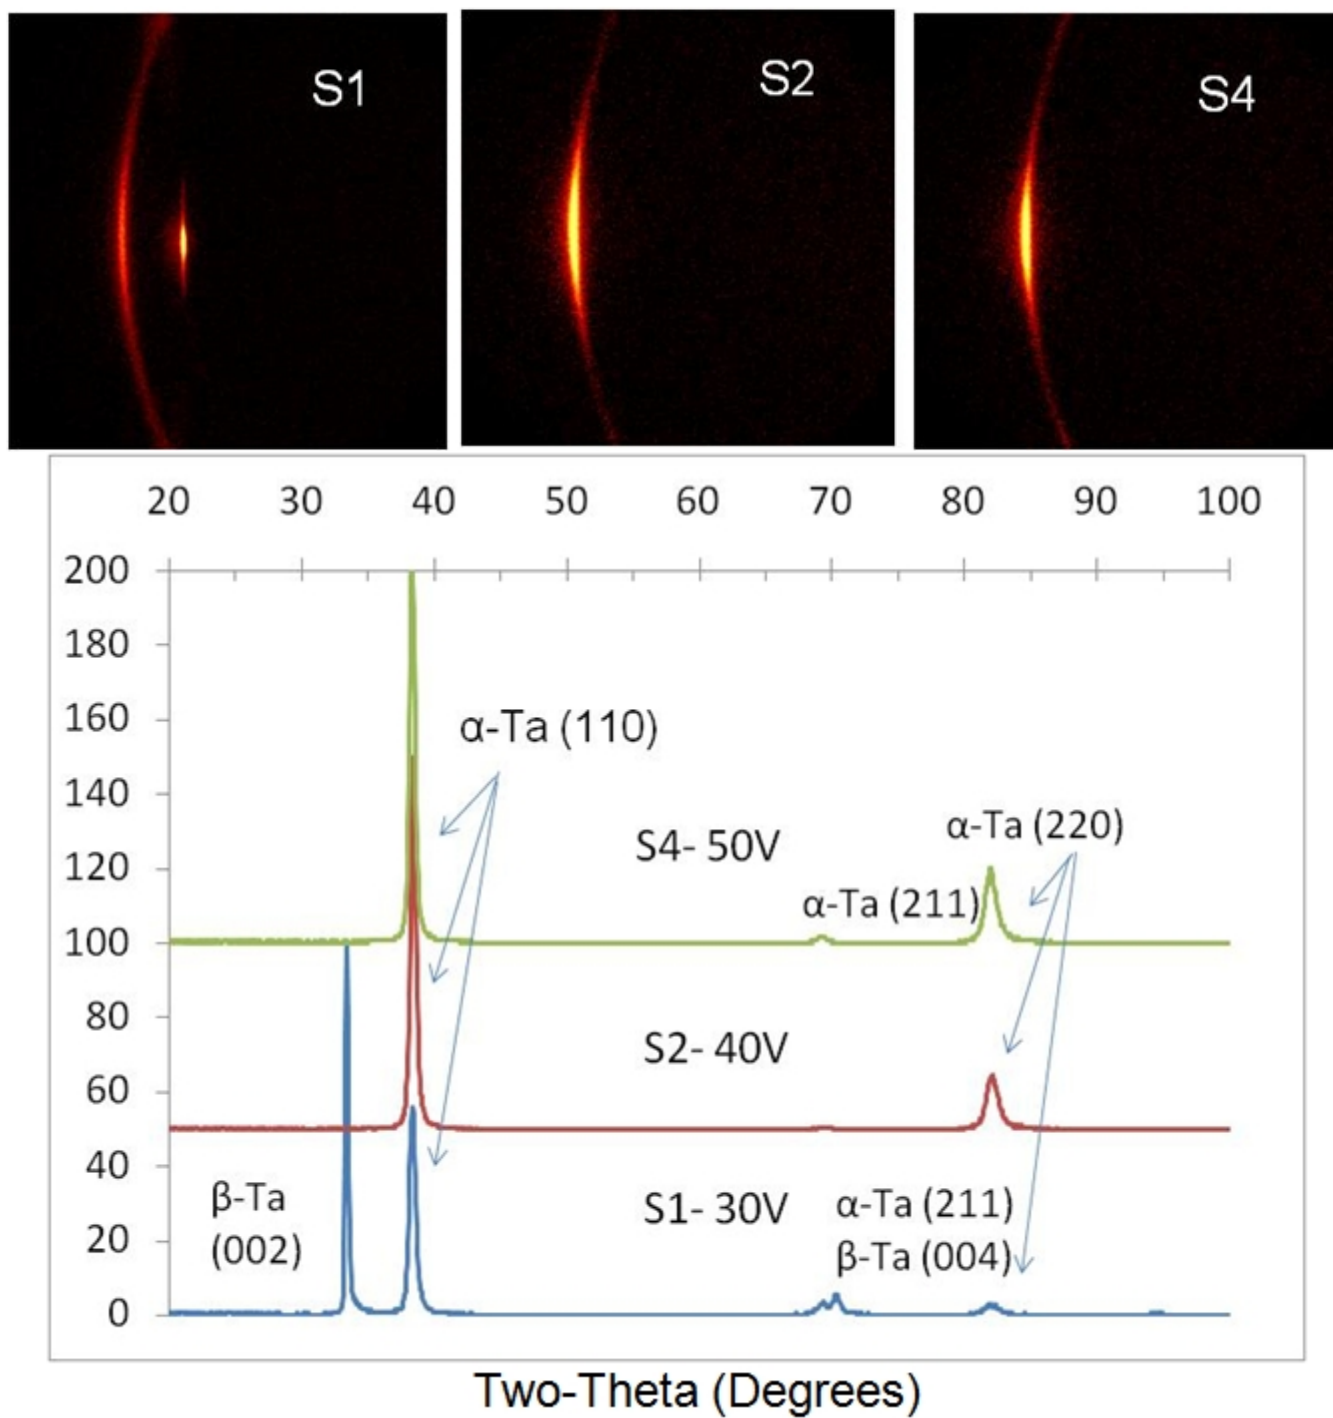 S1
S2
S4
20 30 40 50 60 70 80 90 100
200
180
160
140
120
100
80
60
40
20
0
α-Ta (110)
S4- 50V
α-Ta (220)
α-Ta (211)
S2- 40V
β-Ta
(002)
S1- 30V
α-Ta (211)
β-Ta (004)
Two-Theta (Degrees)